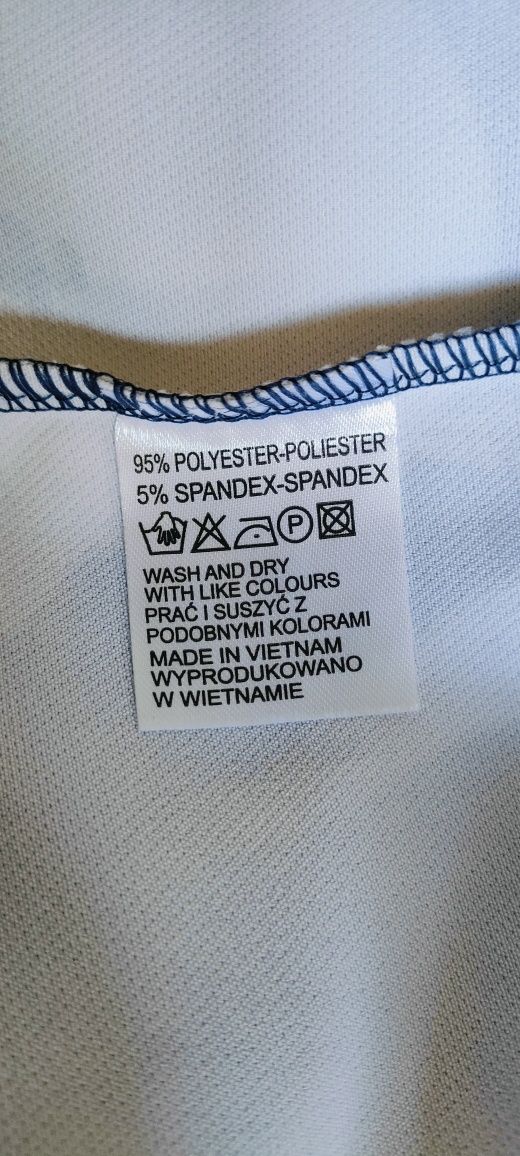 95% POLYESTER-POLIESTER
5% SPANDEX-SPANDEX
P
WASH AND DRY
WITH LIKE COLOURS
PRAĆ I SUSZYĆ Z
PODOBNYMI KOLORAMI
MADE IN VIETNAM
WYPRODUKOWANO
W WIETNAMIE